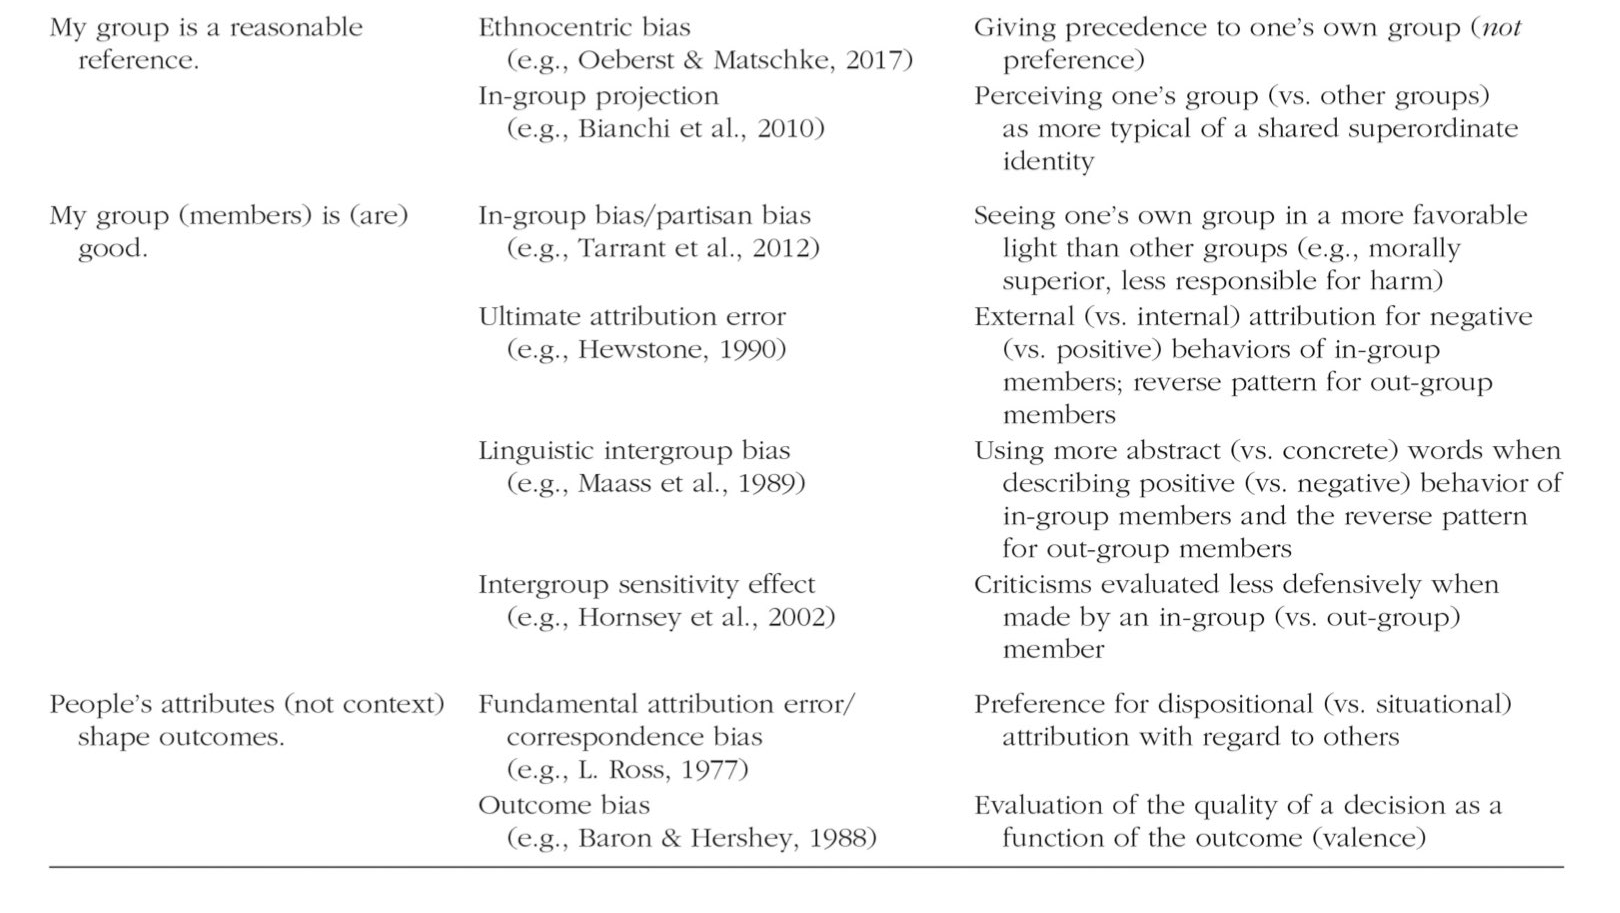 My group is a reasonable
reference.
Ethnocentric bias
(e.g., Oeberst & Matschke, 2017)
Giving precedence to one’s own group (not
preference)
In-group projection
(e.g., Bianchi et al., 2010)
Perceiving one’s group (vs. other groups)
as more typical of a shared superordinate
identity
My group (members) is (are)
good.
In-group bias/partisan bias
(e.g., Tarrant et al., 2012)
Seeing one’s own group in a more favorable
light than other groups (e.g., morally
superior, less responsible for harm)
Ultimate attribution error
(e.g., Hewstone, 1990)
External (vs. internal) attribution for negative
(vs. positive) behaviors of in-group
members; reverse pattern for out-group
members
Linguistic intergroup bias
(e.g., Maass et al., 1989)
Using more abstract (vs. concrete) words when
describing positive (vs. negative) behavior of
in-group members and the reverse pattern
for out-group members
Intergroup sensitivity effect
(e.g., Hornsey et al., 2002)
Criticisms evaluated less defensively when
made by an in-group (vs. out-group)
member
People’s attributes (not context)
shape outcomes.
Fundamental attribution error/
correspondence bias
(e.g., L. Ross, 1977)
Preference for dispositional (vs. situational)
attribution with regard to others
Outcome bias
(e.g., Baron & Hershey, 1988)
Evaluation of the quality of a decision as a
function of the outcome (valence)